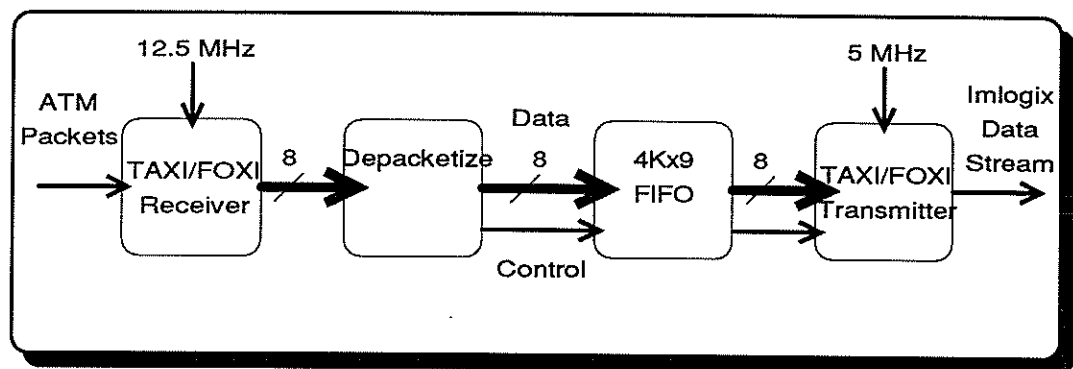 12.5 MHz
5 MHz
ATM
Packets
TAXI/FOXI
Receiver
8
Depacketize
Data
8
Control
4Kx9
FIFO
8
TAXI/FOXI
Transmitter
Imlogix
Data
Stream